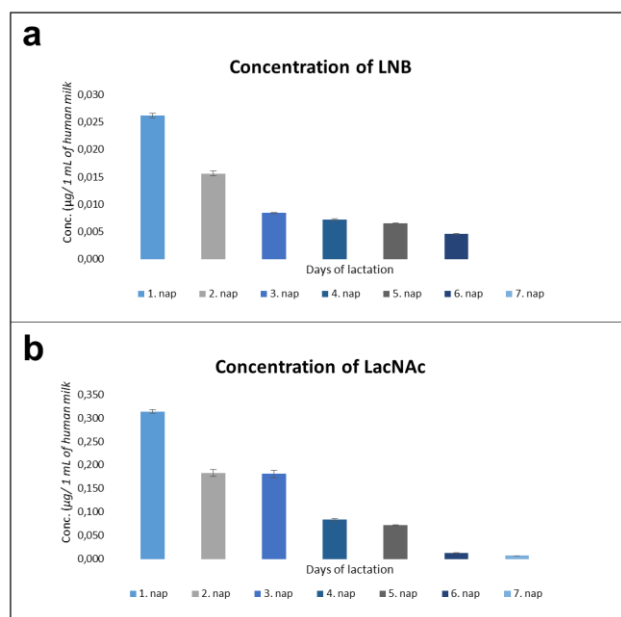 a
Concentration of LNB
Conc. (µg/ 1 mL of human milk
0,030
0,025
0,020
0,015
0,010
0,005
0,000
Days of lactation
1. nap 2. nap 3. nap 4. nap 5. nap 6. nap 7. nap
b
Concentration of LacNAc
Conc. (µg/ 1 mL of human milk
0,350
0,300
0,250
0,200
0,150
0,100
0,050
0,000
Days of lactation
1. nap 2. nap 3. nap 4. nap 5. nap 6. nap 7. nap